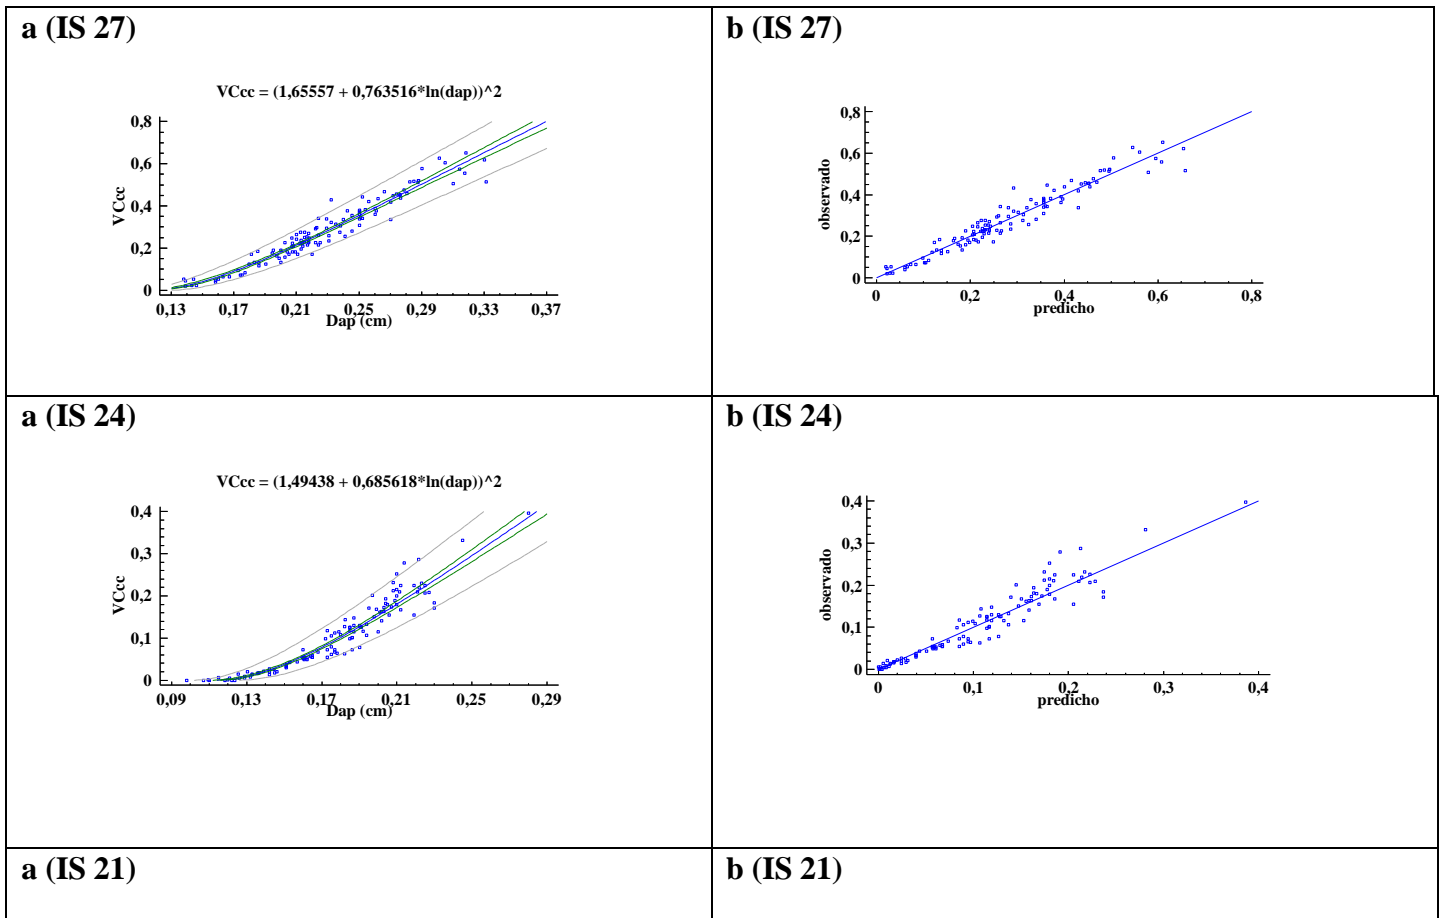 a (IS 27)
VCcc = (1,65557 + 0,763516*ln(dap))^2
VCcc
0,8
0,6
0,4
0,2
0
0,13 0,17 0,21 0,25 0,29 0,33 0,37
Dap (cm)
b (IS 27)
observado
0,8
0,6
0,4
0,2
0
0 0,2 0,4 0,6 0,8
predicho
a (IS 24)
VCcc = (1,49438 + 0,685618*ln(dap))^2
VCcc
0,4
0,3
0,2
0,1
0
0,09 0,13 0,17 0,21 0,25 0,29
Dap (cm)
b (IS 24)
observado
0,4
0,3
0,2
0,1
0
0 0,1 0,2 0,3 0,4
predicho
a (IS 21)
b (IS 21)